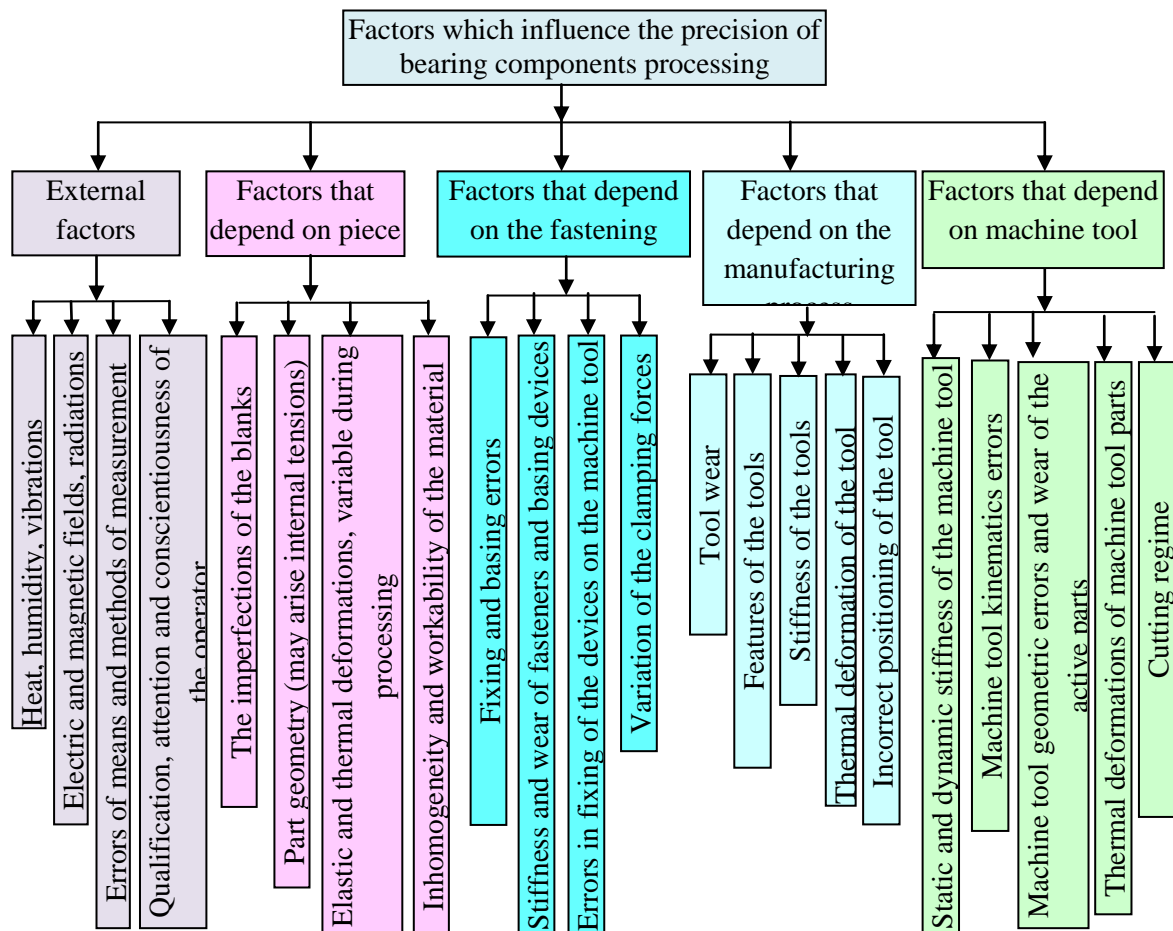 Factors which influence the precision of
bearing components processing
External
factors
Factors that
depend on piece
Factors that depend
on the fastening
Factors that
depend on the
manufacturing
process
Factors that depend
on machine tool
Heat, humidity, vibrations
Electric and magnetic fields, radiations
Errors of means and methods of measurement
Qualification, attention and conscientiousness of
the operator
The imperfections of the blanks
Part geometry (may arise internal tensions)
Elastic and thermal deformations, variable during
processing
Inhomogeneity and workability of the material
Fixing and basing errors
Stiffness and wear of fasteners and basing devices
Errors in fixing of the devices on the machine tool
Variation of the clamping forces
Tool wear
Features of the tools
Stiffness of the tools
Thermal deformation of the tool
Incorrect positioning of the tool
Static and dynamic stiffness of the machine tool
Machine tool kinematics errors
Machine tool geometric errors and wear of the
active parts
Thermal deformations of machine tool parts
Cutting regime